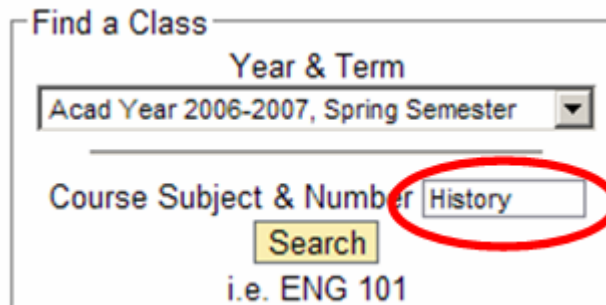 Find a Class
Year & Term
Acad Year 2006-2007, Spring Semester
Course Subject & Number History
Search
i.e. ENG 101